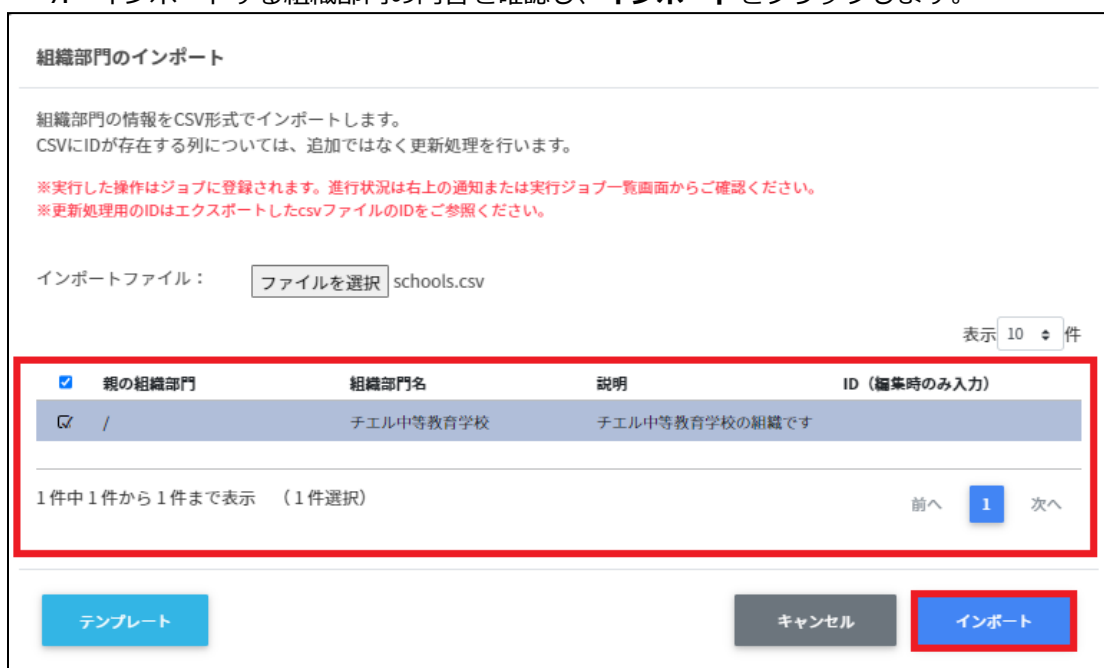 組織部門のインポート
組織部門の情報をCSV形式でインポートします。
CSVにIDが存在する列については、追加ではなく更新処理を行います。
※実行した操作はジョブに登録されます。進行状況は右上の通知または実行ジョブ一覧画面からご確認ください。
※更新処理用のIDはエクスポートしたcsvファイルのIDをご参照ください。
インポートファイル： ファイルを選択 schools.csv
表示 10 件
親の組織部門 組織部門名 説明 ID（編集時のみ入力）
/ チエル中等教育学校 チエル中等教育学校の組織です
1件中1件から1件まで表示 （1件選択）
前へ 1 次へ
テンプレート キャンセル インポート